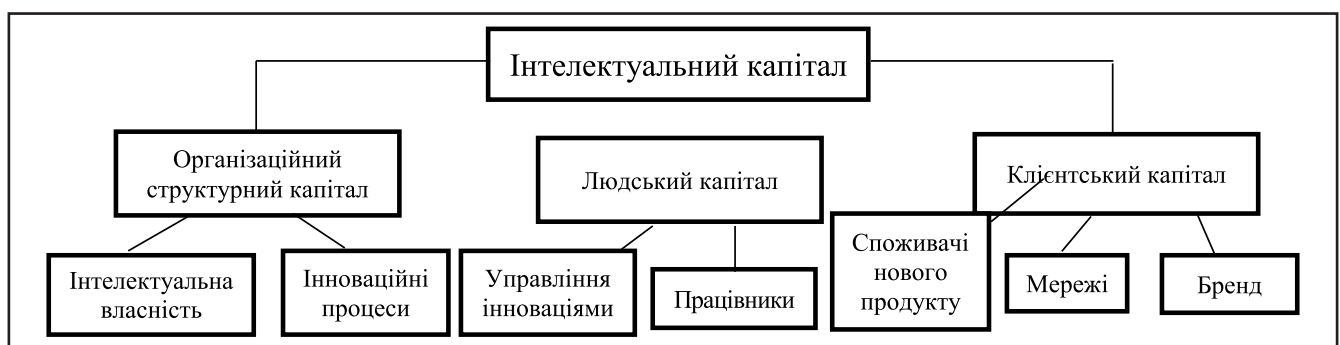 Інтелектуальний капітал
Організаційний
структурний капітал
Людський капітал
Клієнтський капітал
Інтелектуальна
власність
Інноваційні
процеси
Управління
інноваціями
Працівники
Споживачі
нового
продукту
Мережі
Бренд